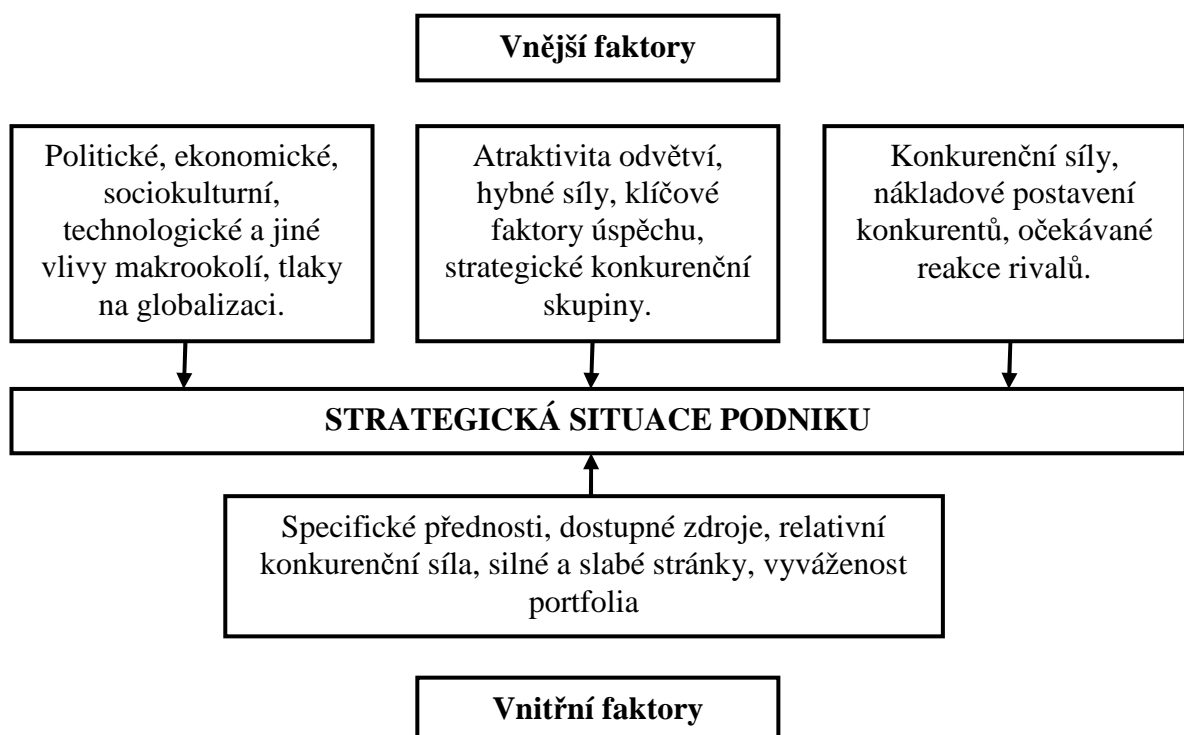 Vnější faktory
Politické, ekonomické,
sociokulturní,
technologické a jiné
vlivy makrookolí, tlaky
na globalizaci.
Atraktivita odvětví,
hybné síly, klíčové
faktory úspěchu,
strategické konkurenční
skupiny.
Konkurenční síly,
nákladové postavení
konkurentů, očekávané
reakce rivalů.
STRATEGICKÁ SITUACE PODNIKU
Specifické přednosti, dostupné zdroje, relativní
konkurenční síla, silné a slabé stránky, vyváženost
portfolia
Vnitřní faktory